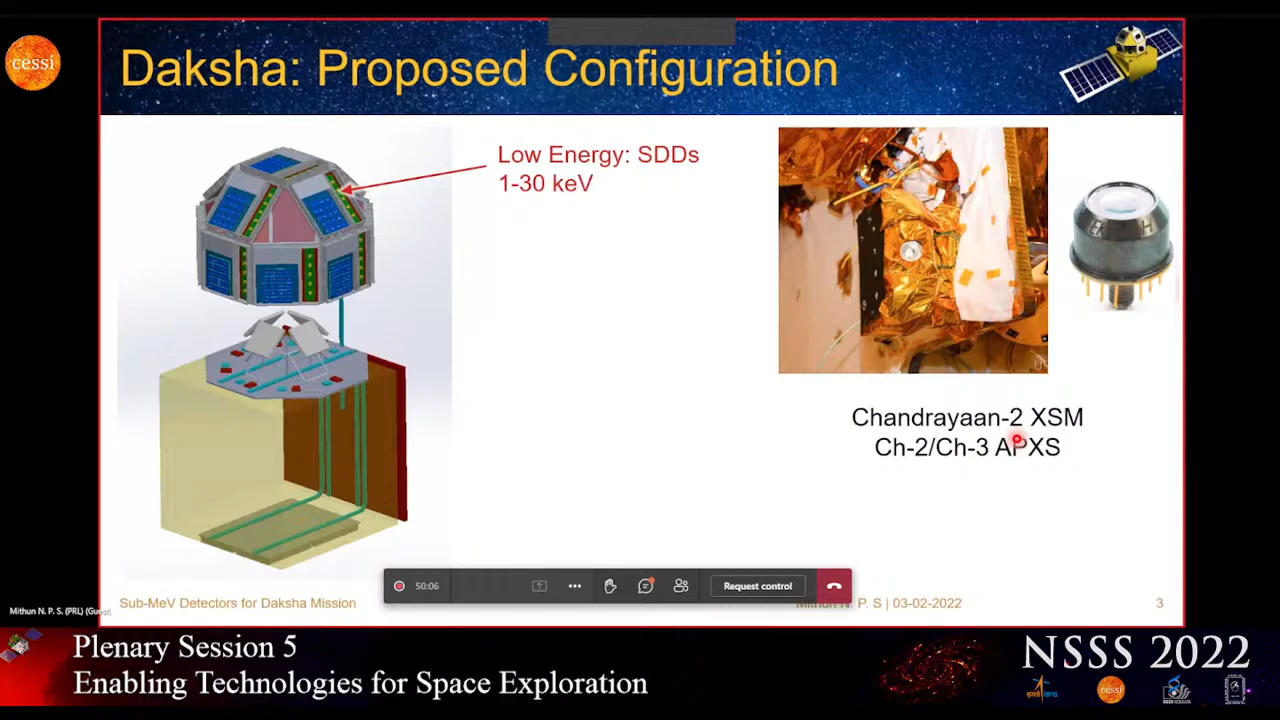 cessi
Daksha: Proposed Configuration
Low Energy: SDDs
1-30 keV
H H
Chandrayaan-2 XSM
Ch-2/Ch-3 APXS
50:06
Request control
Mithun N. P. S. (PRL) (Guest,
Sub-MeV Detectors for Daksha Mission
Mithun N. P. S | 03-02-2022
3
Plenary Session 5
Enabling Technologies for Space Exploration
NSSS 2022
cessi